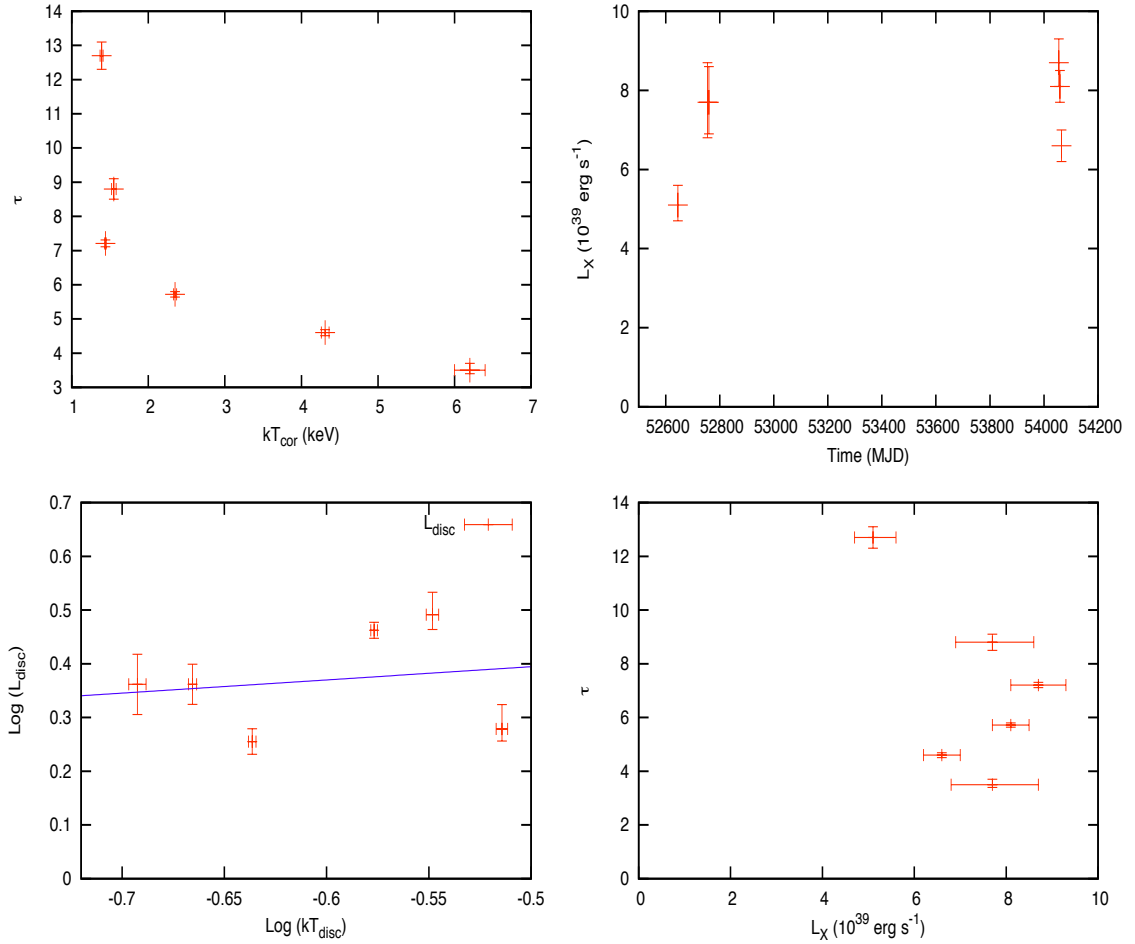 14
13
12
11
10
9
8
7
6
5
4
3
τ
1 2 3 4 5 6 7
kT_cor (keV)
10
8
6
4
2
0
L_X (10^39 erg s^-1)
52600 52800 53000 53200 53400 53600 53800 54000 54200
Time (MJD)
0.7
0.6
0.5
0.4
0.3
0.2
0.1
0
Log (L_disc)
L_disc
-0.7 -0.65 -0.6 -0.55 -0.5
Log (kT_disc)
14
12
10
8
6
4
2
0
τ
0 2 4 6 8 10
L_X (10^39 erg s^-1)